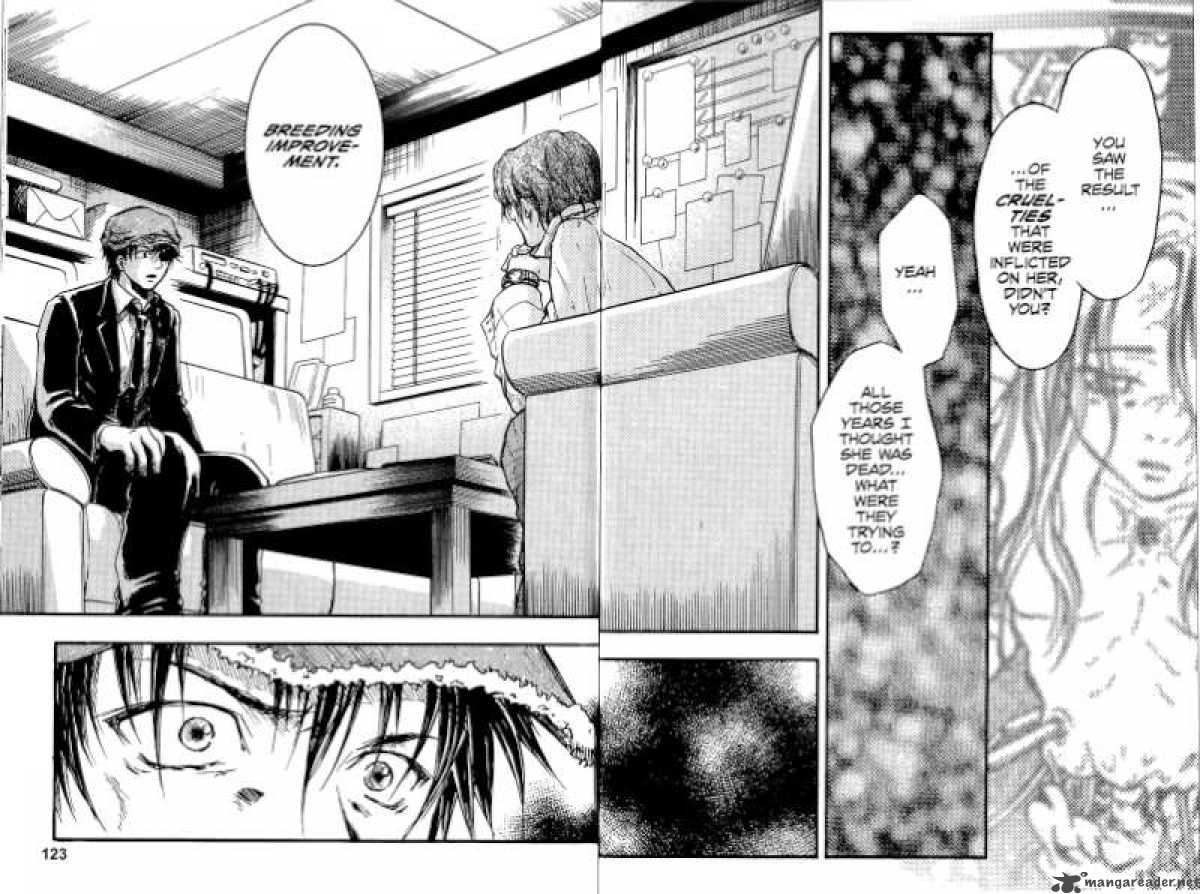 YOU
SAW
THE
RESULT
...
...OF
THE
CRUEL-
TIES
THAT
WERE
INFLICTED
ON HER,
DIDN'T
YOU?
YEAH
...
ALL
THOSE
YEARS I
THOUGHT
SHE WAS
DEAD...
WHAT
WERE
THEY
TRYING
TO...?
BREEDING
IMPROVE-
MENT.
123
mangareader.net